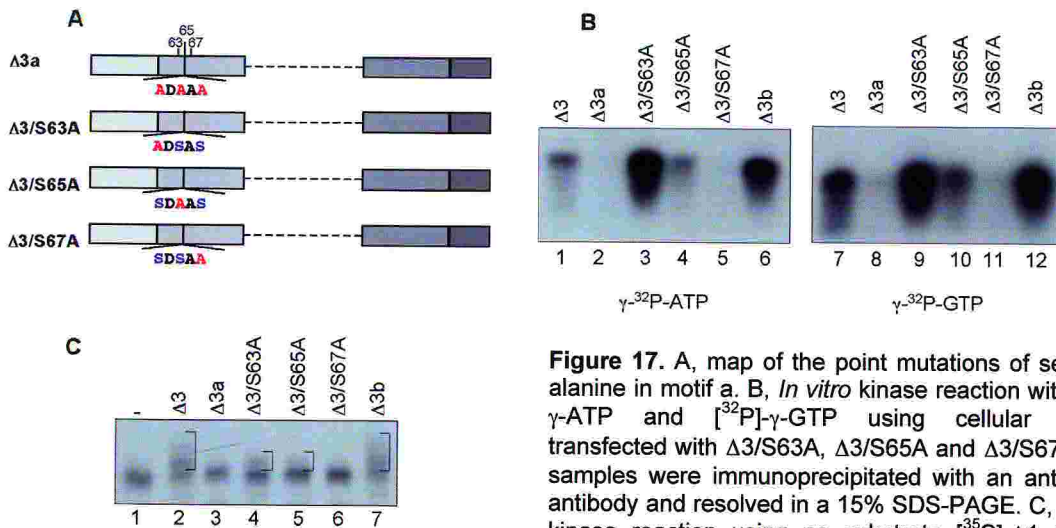 A
65
63 67
Δ3a
ADAAA
Δ3/S63A
ADSAS
Δ3/S65A
SDAAS
Δ3/S67A
SDSAA
B
Δ3 Δ3a Δ3/S63A Δ3/S65A Δ3/S67A Δ3b Δ3 Δ3a Δ3/S63A Δ3/S65A Δ3/S67A Δ3b
1 2 3 4 5 6 7 8 9 10 11 12
γ-³²P-ATP γ-³²P-GTP
C
- Δ3 Δ3a Δ3/S63A Δ3/S65A Δ3/S67A Δ3b
1 2 3 4 5 6 7
Figure 17. A, map of the point mutations of se
alanine in motif a. B, In vitro kinase reaction wit
γ-ATP and [³²P]-γ-GTP using cellular
transfected with Δ3/S63A, Δ3/S65A and Δ3/S67
samples were immunoprecipitated with an ant
antibody and resolved in a 15% SDS-PAGE. C,